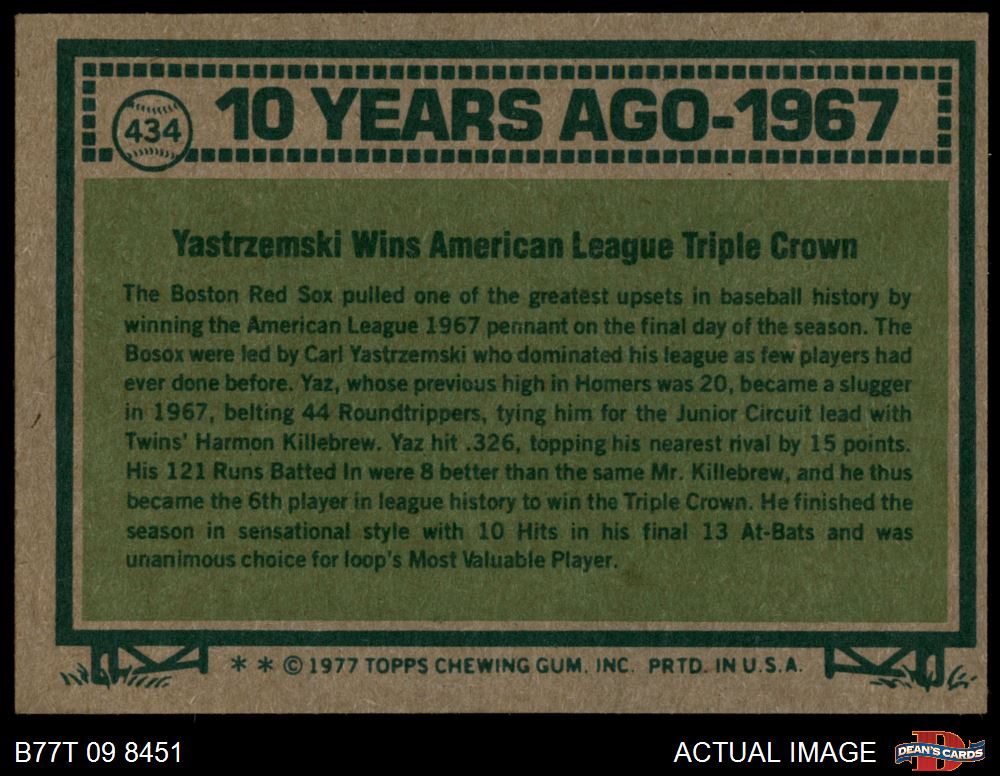 434 10 YEARS AGO-1967
Yastrzemski Wins American League Triple Crown
The Boston Red Sox pulled one of the greatest upsets in baseball history by
winning the American League 1967 pennant on the final day of the season. The
Bosox were led by Carl Yastrzemski who dominated his league as few players had
ever done before. Yaz, whose previous high in Homers was 20, became a slugger
in 1967, belting 44 Roundtrippers, tying him for the Junior Circuit lead with
Twins' Harmon Killebrew. Yaz hit .326, topping his nearest rival by 15 points.
His 121 Runs Batted In were 8 better than the same Mr. Killebrew, and he thus
became the 6th player in league history to win the Triple Crown. He finished the
season in sensational style with 10 Hits in his final 13 At-Bats and was
unanimous choice for loop's Most Valuable Player.
* * © 1977 TOPPS CHEWING GUM, INC. PRTD. IN U.S.A.
B77T 09 8451 ACTUAL IMAGE D DEAN'S CARDS